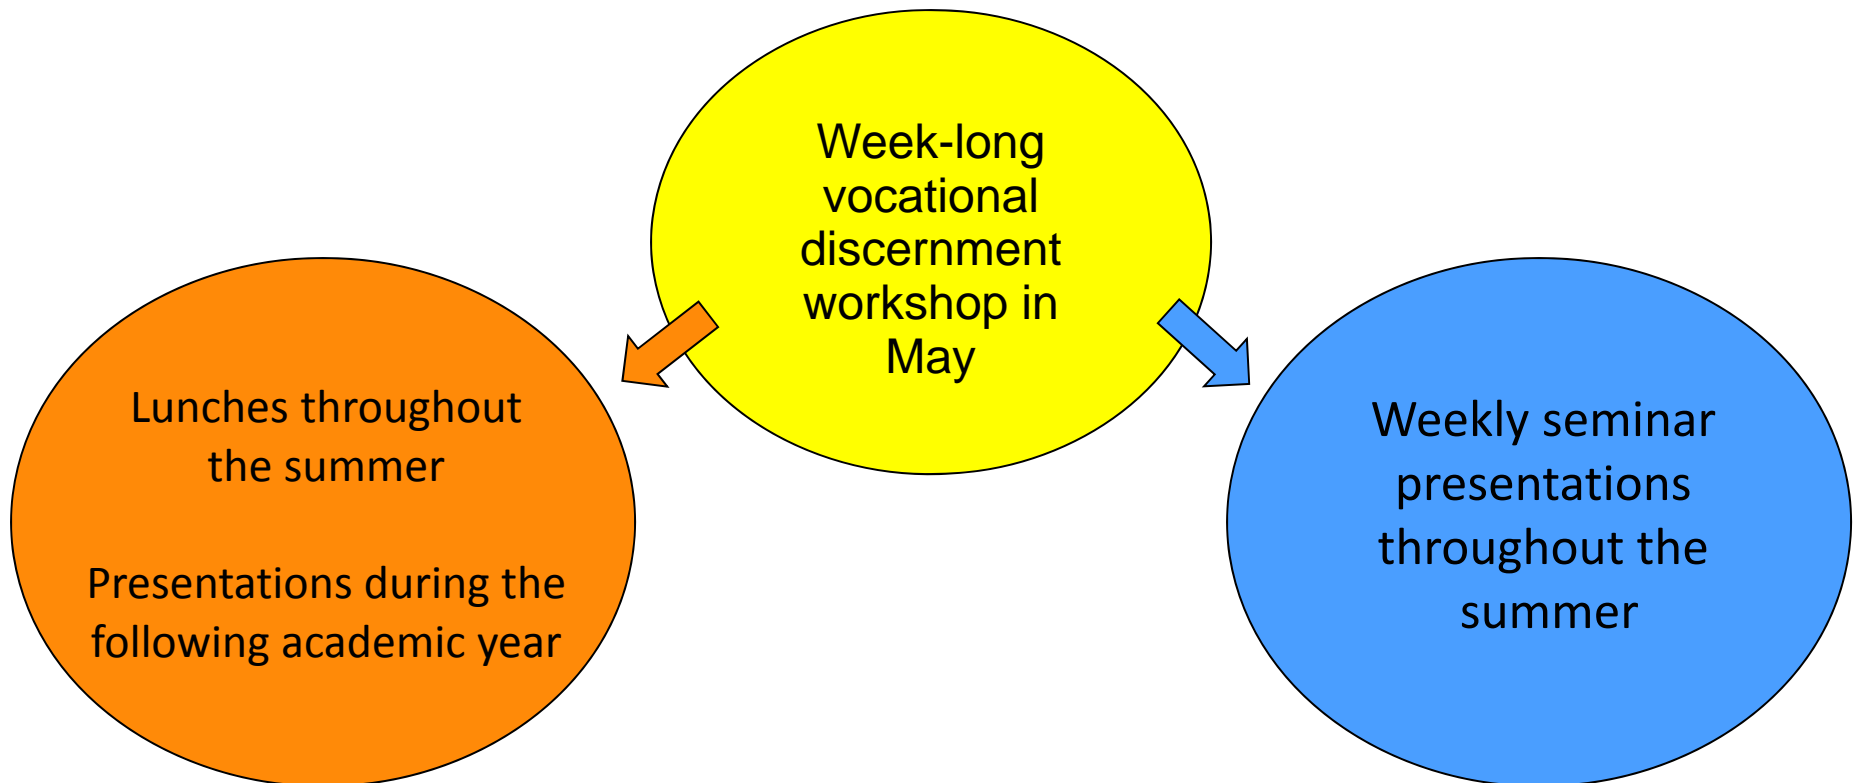 Week-long
vocational
discernment
workshop in
May
Lunches throughout
the summer
Presentations during the
following academic year
Weekly seminar
presentations
throughout the
summer